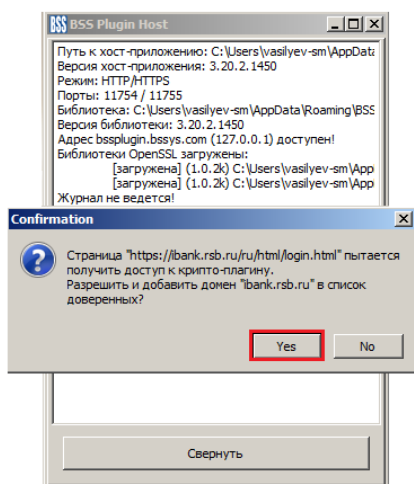 BSS BSS Plugin Host
Путь к хост-приложению: C:\Users\vasilyev-sm\AppData
Версия хост-приложения: 3.20.2.1450
Режим: HTTP/HTTPS
Порты: 11754 / 11755
Библиотека: C:\Users\vasilyev-sm\AppData\Roaming\BSS
Версия библиотеки: 3.20.2.1450
Адрес bssplugin.bssys.com (127.0.0.1) доступен!
Библиотеки OpenSSL загружены:
[загружена] (1.0.2k) C:\Users\vasilyev-sm\App
[загружена] (1.0.2k) C:\Users\vasilyev-sm\App
Журнал не ведется!
Confirmation
Страница "https://ibank.rsb.ru/ru/html/login.html" пытается
получить доступ к крипто-плагину.
Разрешить и добавить домен "ibank.rsb.ru" в список
доверенных?
Yes No
Свернуть